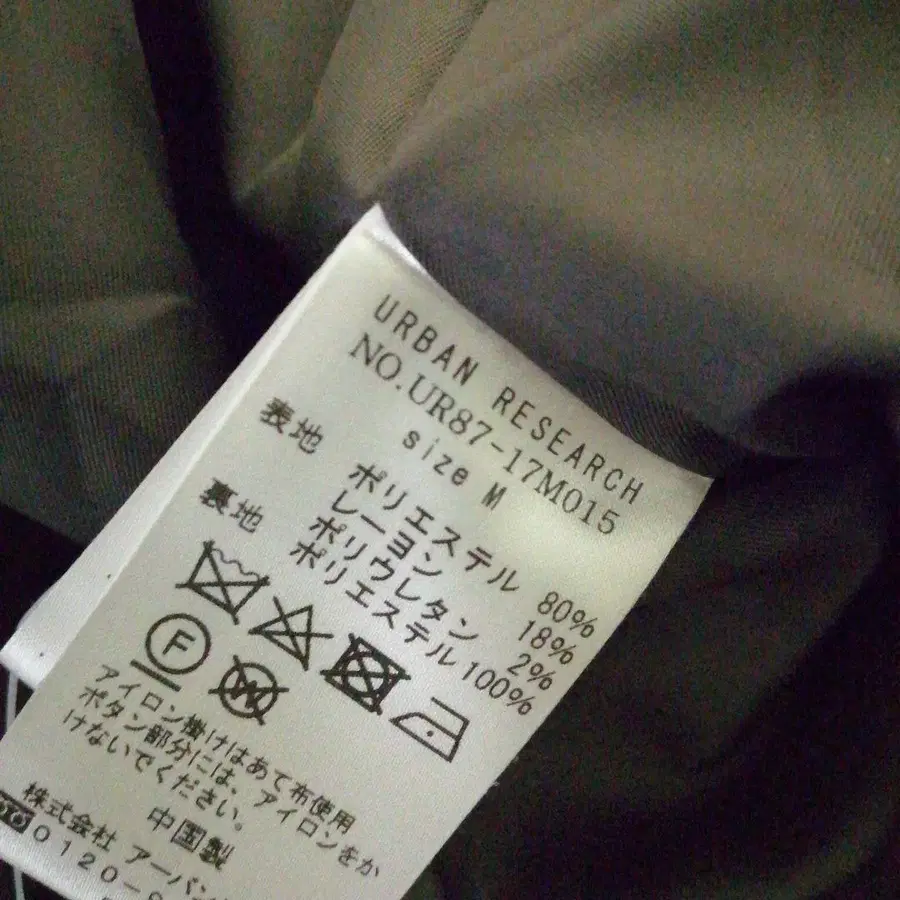 URBAN RESEARCH
NO.UR87-17M015
size M
表地 ポリエステル 80%
レーヨン 18%
ポリウレタン 2%
裏地 ポリエステル 100%
F
W
アイロン掛けはあて布使用
ボタン部分には、アイロンをか
けないでください。
中国製
株式会社 アーバン
0120-